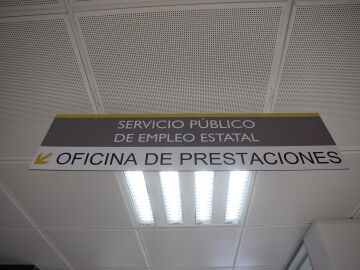 SERVICIO PÚBLICO
DE EMPLEO ESTATAL
OFICINA DE PRESTACIONES